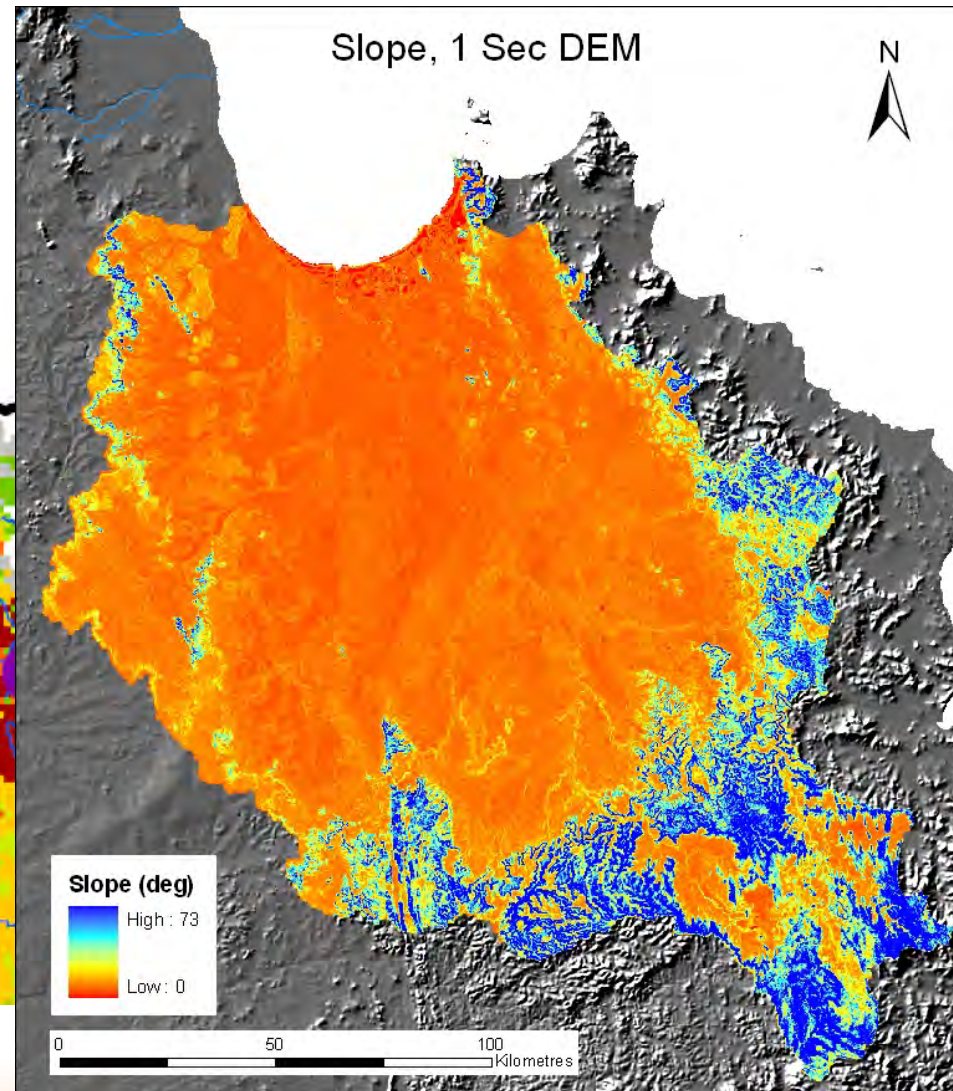 Slope, 1 Sec DEM
N
Slope (deg)
High : 73
Low : 0
0 50 100
Kilometres